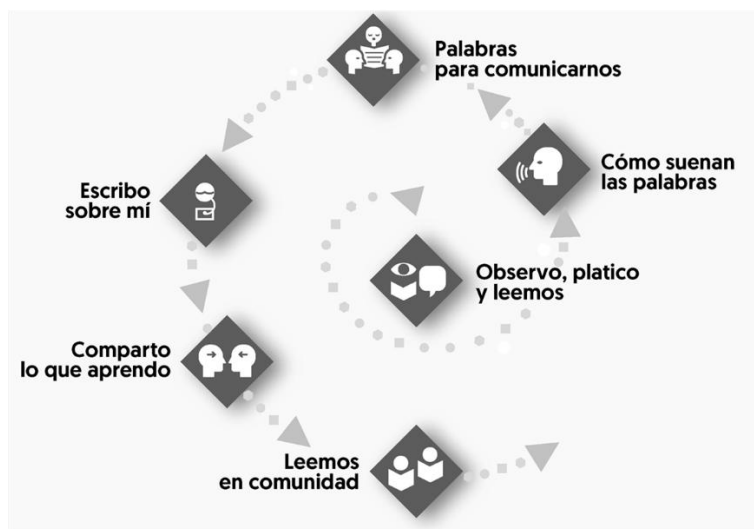 Palabras
para comunicarnos
Cómo suenan
las palabras
Escribo
sobre mí
Observo, platico
y leemos
Comparto
lo que aprendo
Leemos
en comunidad